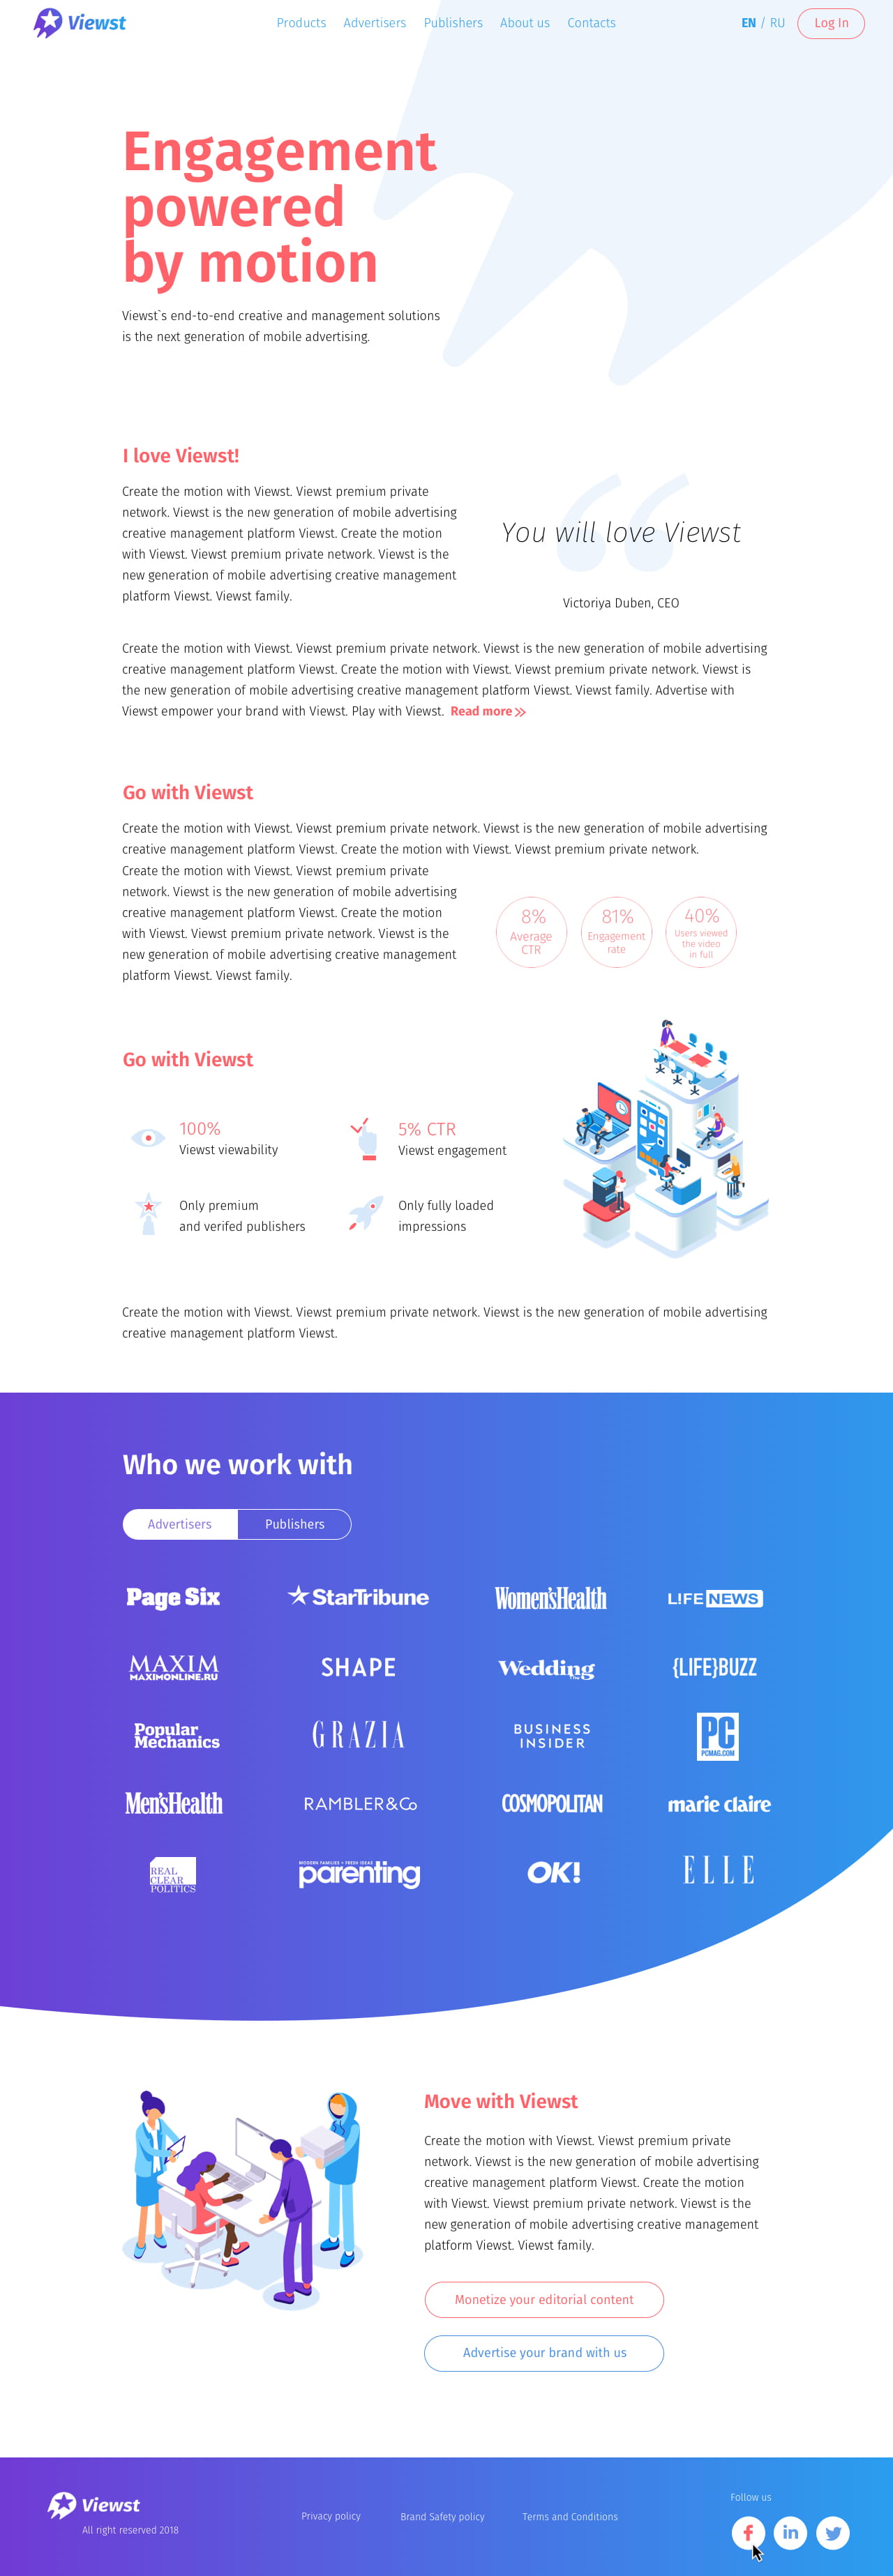 Viewst
Products Advertisers Publishers About us Contacts
EN / RU
Log In
Engagement
powered
by motion
Viewst`s end-to-end creative and management solutions
is the next generation of mobile advertising.
I love Viewst!
Create the motion with Viewst. Viewst premium private
network. Viewst is the new generation of mobile advertising
creative management platform Viewst. Create the motion
with Viewst. Viewst premium private network. Viewst is the
new generation of mobile advertising creative management
platform Viewst. Viewst family.
“
You will love Viewst
Victoriya Duben, CEO
Create the motion with Viewst. Viewst premium private network. Viewst is the new generation of mobile advertising
creative management platform Viewst. Create the motion with Viewst. Viewst premium private network. Viewst is
the new generation of mobile advertising creative management platform Viewst. Viewst family. Advertise with
Viewst empower your brand with Viewst. Play with Viewst. Read more
Go with Viewst
Create the motion with Viewst. Viewst premium private network. Viewst is the new generation of mobile advertising
creative management platform Viewst. Create the motion with Viewst. Viewst premium private network.
Create the motion with Viewst. Viewst premium private
network. Viewst is the new generation of mobile advertising
creative management platform Viewst. Create the motion
with Viewst. Viewst premium private network. Viewst is the
new generation of mobile advertising creative management
platform Viewst. Viewst family.
8%
Average
CTR
81%
Engagement
rate
40%
Users viewed
the video
in full
Go with Viewst
100%
Viewst viewability
5% CTR
Viewst engagement
Only premium
and verifed publishers
Only fully loaded
impressions
Create the motion with Viewst. Viewst premium private network. Viewst is the new generation of mobile advertising
creative management platform Viewst.
Who we work with
Advertisers Publishers
Page Six
StarTribune
Women'sHealth
L!FE NEWS
MAXIM
MAXIMONLINE.RU
SHAPE
Wedding
{LIFE}BUZZ
Popular
Mechanics
GRAZIA
BUSINESS
INSIDER
PC
PCMAG.COM
Men'sHealth
RAMBLER&Co
COSMOPOLITAN
marie claire
REAL
CLEAR
POLITICS
MODERN FAMILIES + FRESH IDEAS
parenting
OK!
ELLE
Move with Viewst
Create the motion with Viewst. Viewst premium private
network. Viewst is the new generation of mobile advertising
creative management platform Viewst. Create the motion
with Viewst. Viewst premium private network. Viewst is the
new generation of mobile advertising creative management
platform Viewst. Viewst family.
Monetize your editorial content
Advertise your brand with us
Viewst
All right reserved 2018
Privacy policy
Brand Safety policy
Terms and Conditions
Follow us
f
in